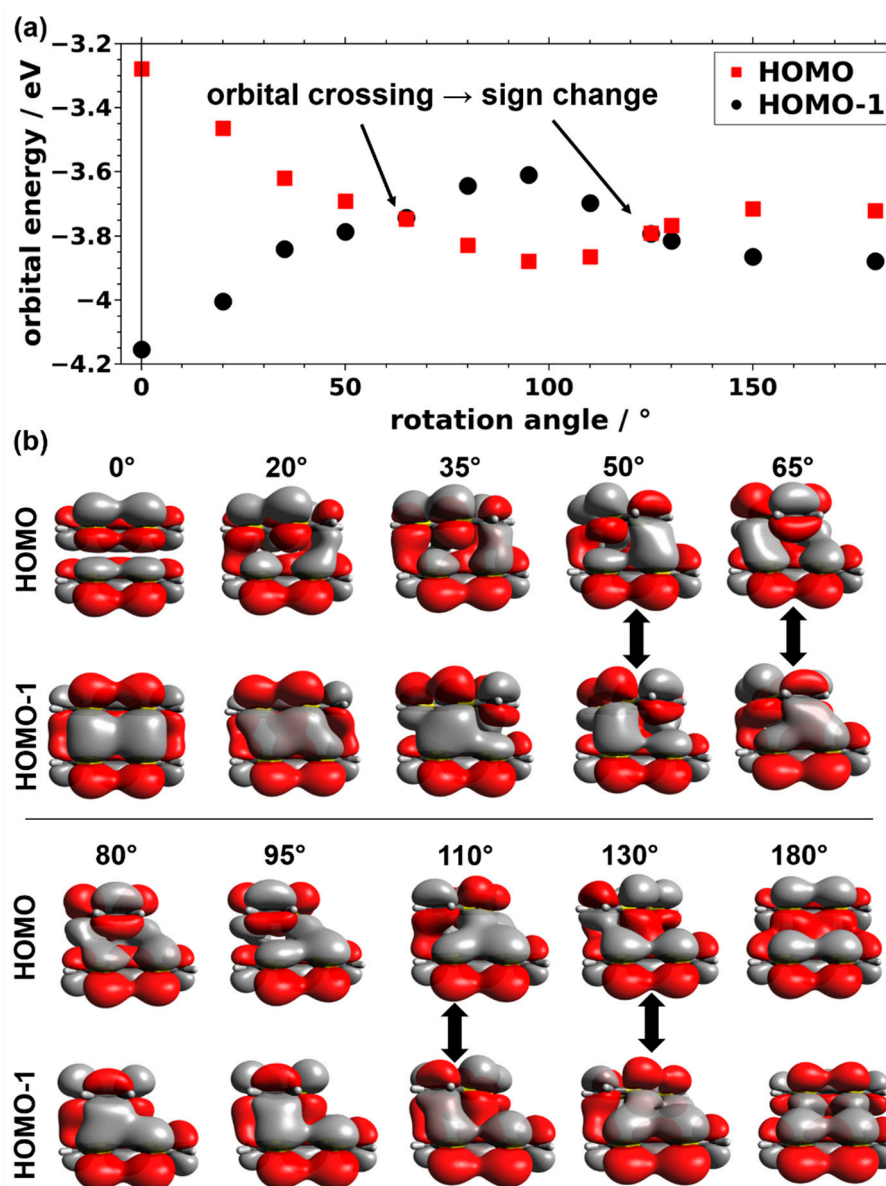 (a)
−3.2
HOMO
HOMO-1
orbital crossing → sign change
−3.4
−3.6
−3.8
−4
−4.2
orbital energy / eV
0 50 100 150
rotation angle / °
(b)
0° 20° 35° 50° 65°
HOMO
HOMO-1
80° 95° 110° 130° 180°
HOMO
HOMO-1